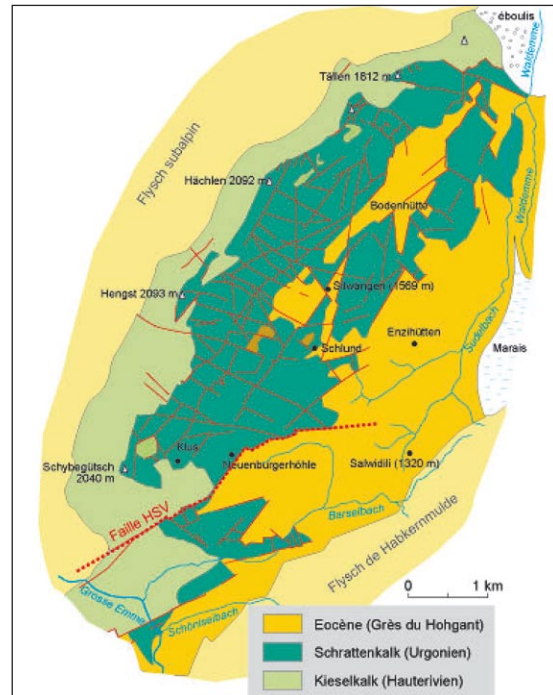 éboulis
Waldemme
Tällen 1812 m
Flysch subalpin
Hächlen 2092 m
Bodenhütte
Waldemme
Silwängen (1569 m)
Hengst 2093 m
Schlund
Enzihütten
Südelbach
Marais
Klus
Neuenbürgerhöhle
Schybegütsch
2040 m
Salwidili (1320 m)
Faille HSV
Barselbach
Flysch de Habkernmulde
Grosse Emme
Schöniselbach
0 1 km
Eocène (Grès du Hohgant)
Schrattenkalk (Urgonien)
Kieselkalk (Hauterivien)